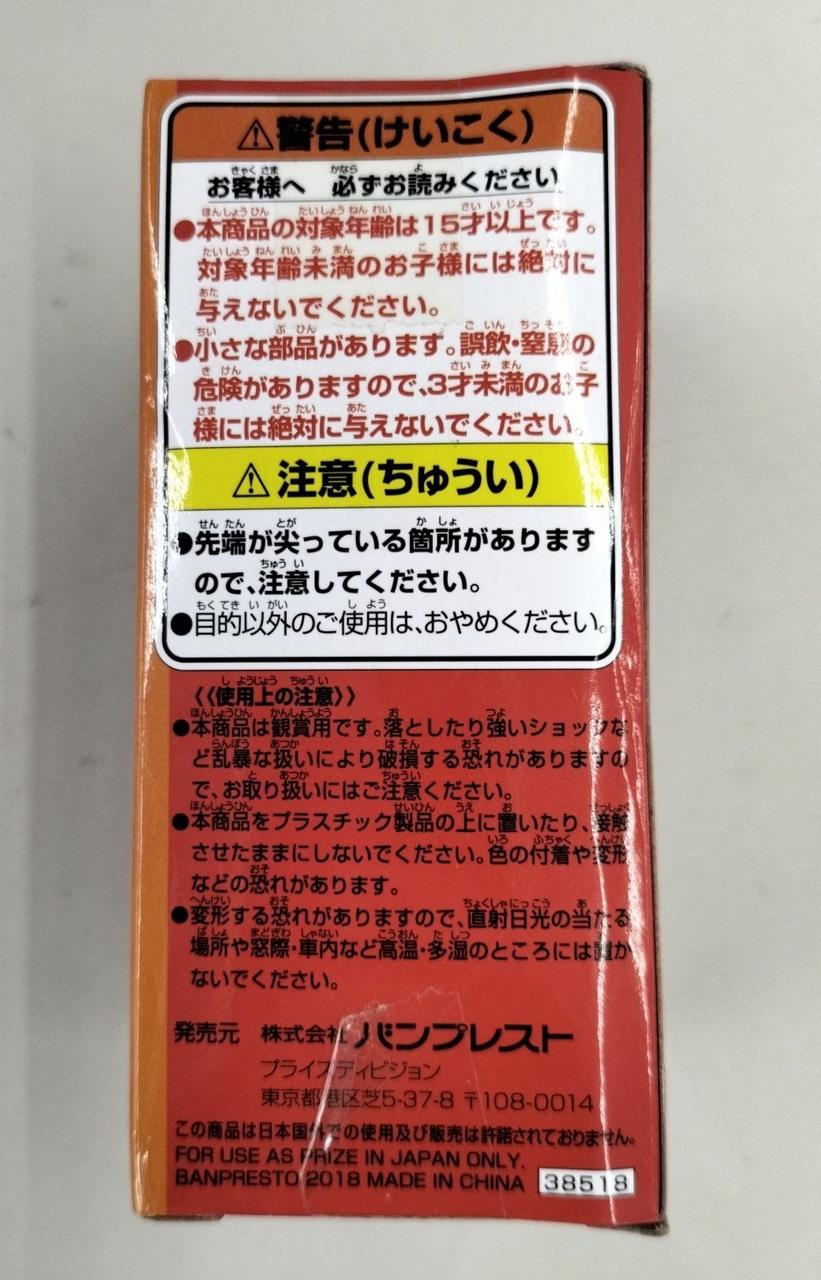 ⚠警告(けいこく)
お客様へ 必ずお読みください
●本商品の対象年齢は15才以上です。
対象年齢未満のお子様には絶対に
与えないでください。
●小さな部品があります。誤飲・窒息の
危険がありますので、3才未満のお子
様には絶対に与えないでください。
⚠注意(ちゅうい)
●先端が尖っている箇所があります
ので、注意してください。
●目的以外のご使用は、おやめください。
《使用上の注意》
●本商品は観賞用です。落としたり強いショックな
ど乱暴な扱いにより破損する恐れがありますの
で、お取り扱いにはご注意ください。
●本商品をプラスチック製品の上に置いたり、接触
させたままにしないでください。色の付着や変形
などの恐れがあります。
●変形する恐れがありますので、直射日光の当たる
場所や窓際・車内など高温・多湿のところには置か
ないでください。
発売元 株式会社 バンプレスト
プライズディビジョン
東京都港区芝5-37-8 〒108-0014
この商品は日本国外での使用及び販売は許諾されておりません。
FOR USE AS PRIZE IN JAPAN ONLY.
BANPRESTO 2018 MADE IN CHINA 38518